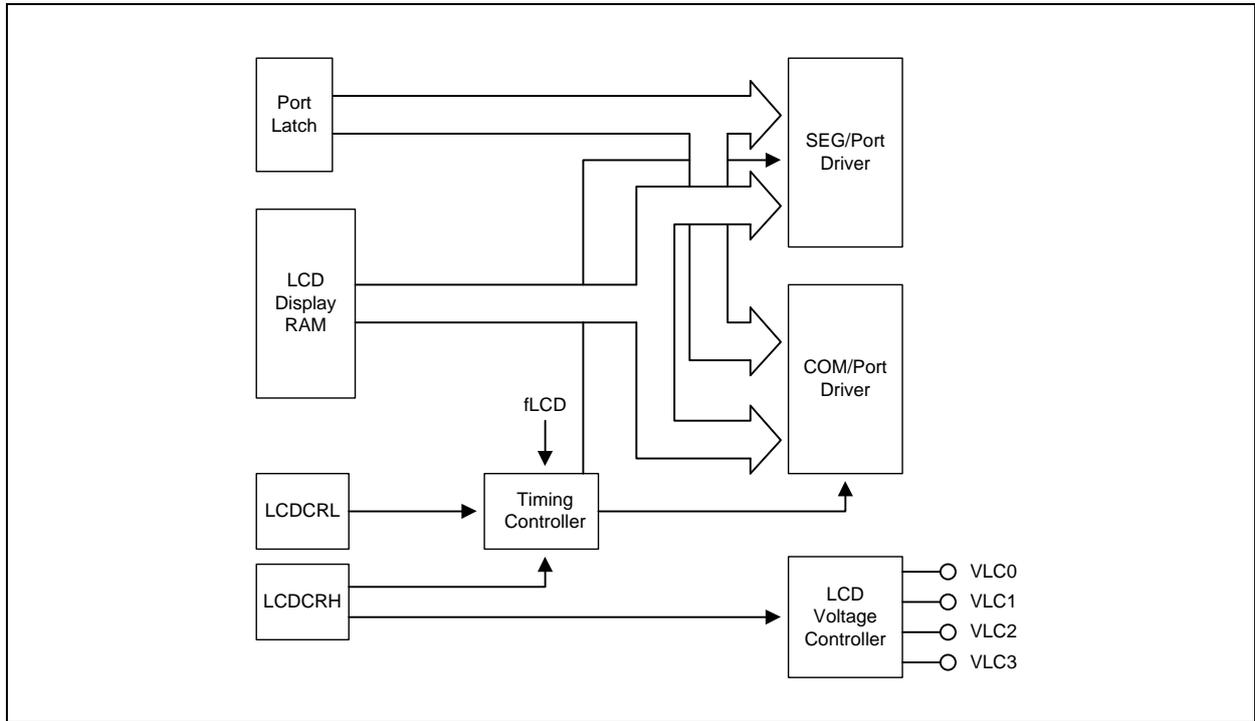 Port
Latch
SEG/Port
Driver
LCD
Display
RAM
COM/Port
Driver
fLCD
LCDCRL
Timing
Controller
LCDCRH
LCD
Voltage
Controller
VLC0
VLC1
VLC2
VLC3